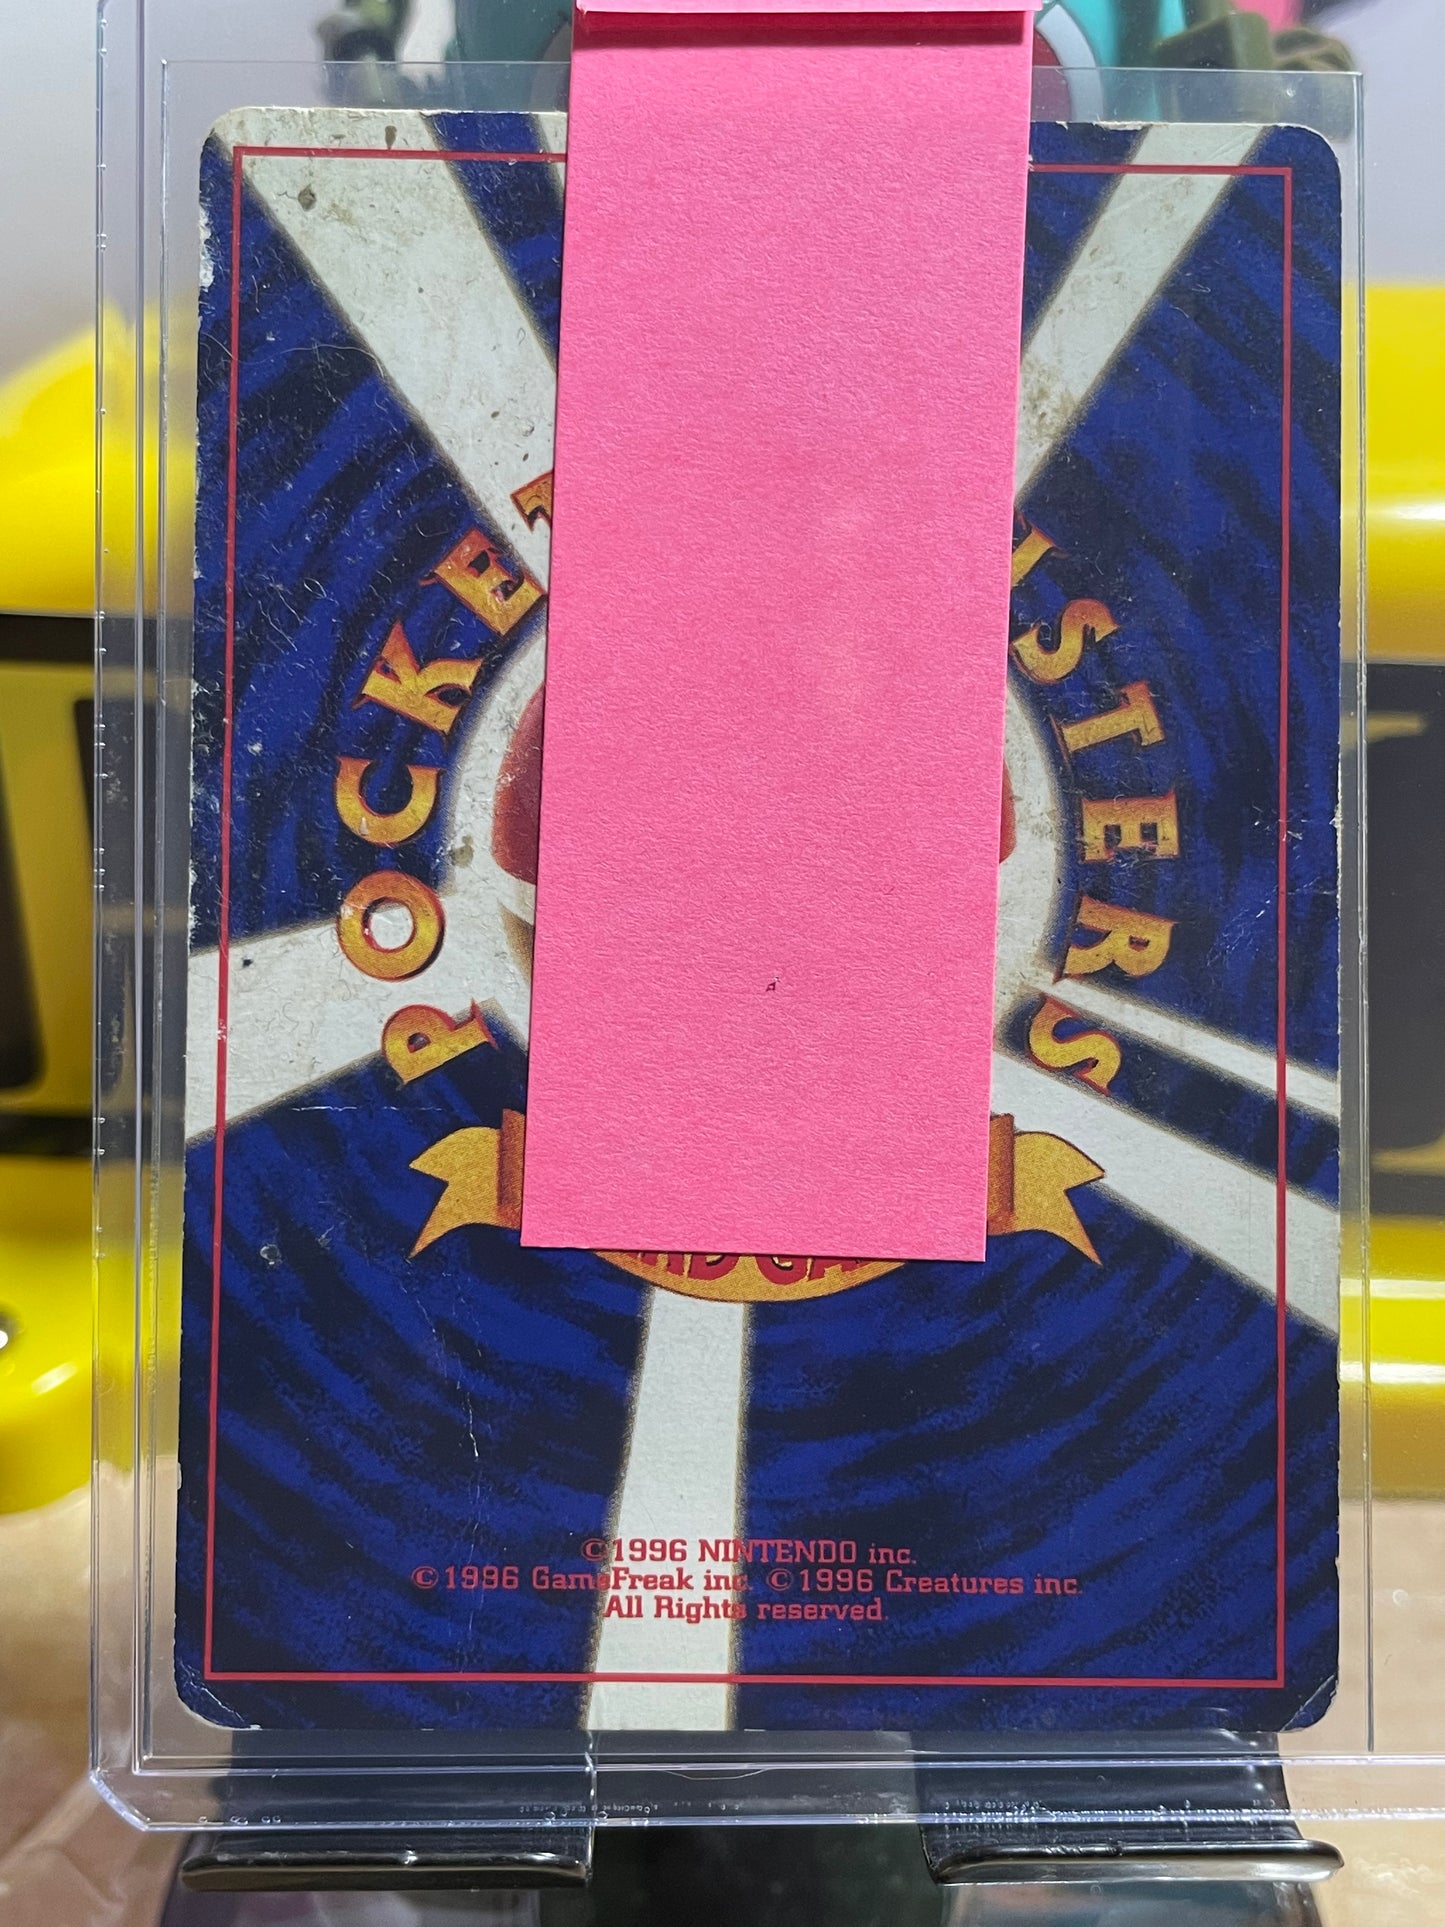 POCKE
STERS
©1996 NINTENDO inc.
©1996 GameFreak inc. ©1996 Creatures inc.
All Rights reserved.